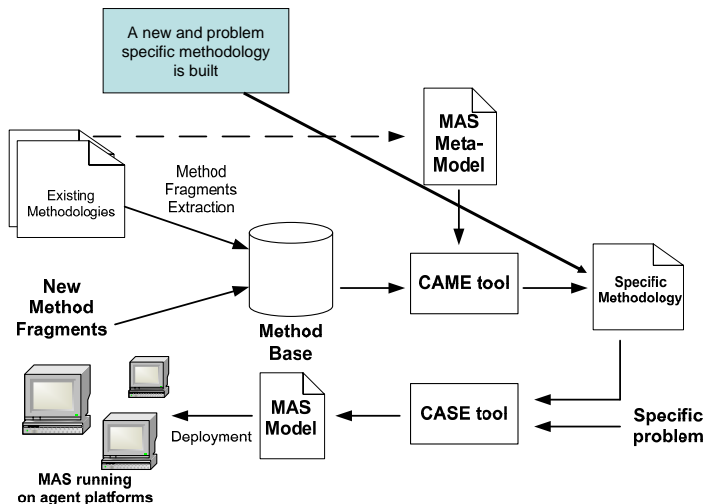 A new and problem
specific methodology
is built
MAS
Meta-
Model
Existing
Methodologies
Method
Fragments
Extraction
New
Method
Fragments
Method
Base
CAME tool
Specific
Methodology
MAS
Model
CASE tool
Specific
problem
Deployment
MAS running
on agent platforms